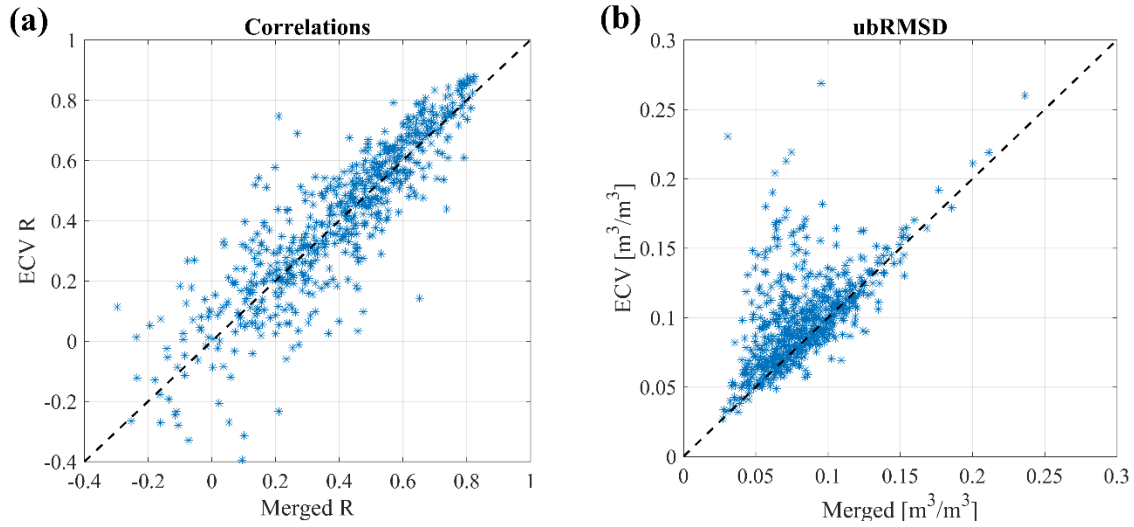 (a)
Correlations
1
0.8
0.6
0.4
0.2
0
-0.2
-0.4
ECV R
-0.4 -0.2 0 0.2 0.4 0.6 0.8 1
Merged R
(b)
ubRMSD
0.3
0.25
0.2
0.15
0.1
0.05
0
ECV [m³/m³]
0 0.05 0.1 0.15 0.2 0.25 0.3
Merged [m³/m³]